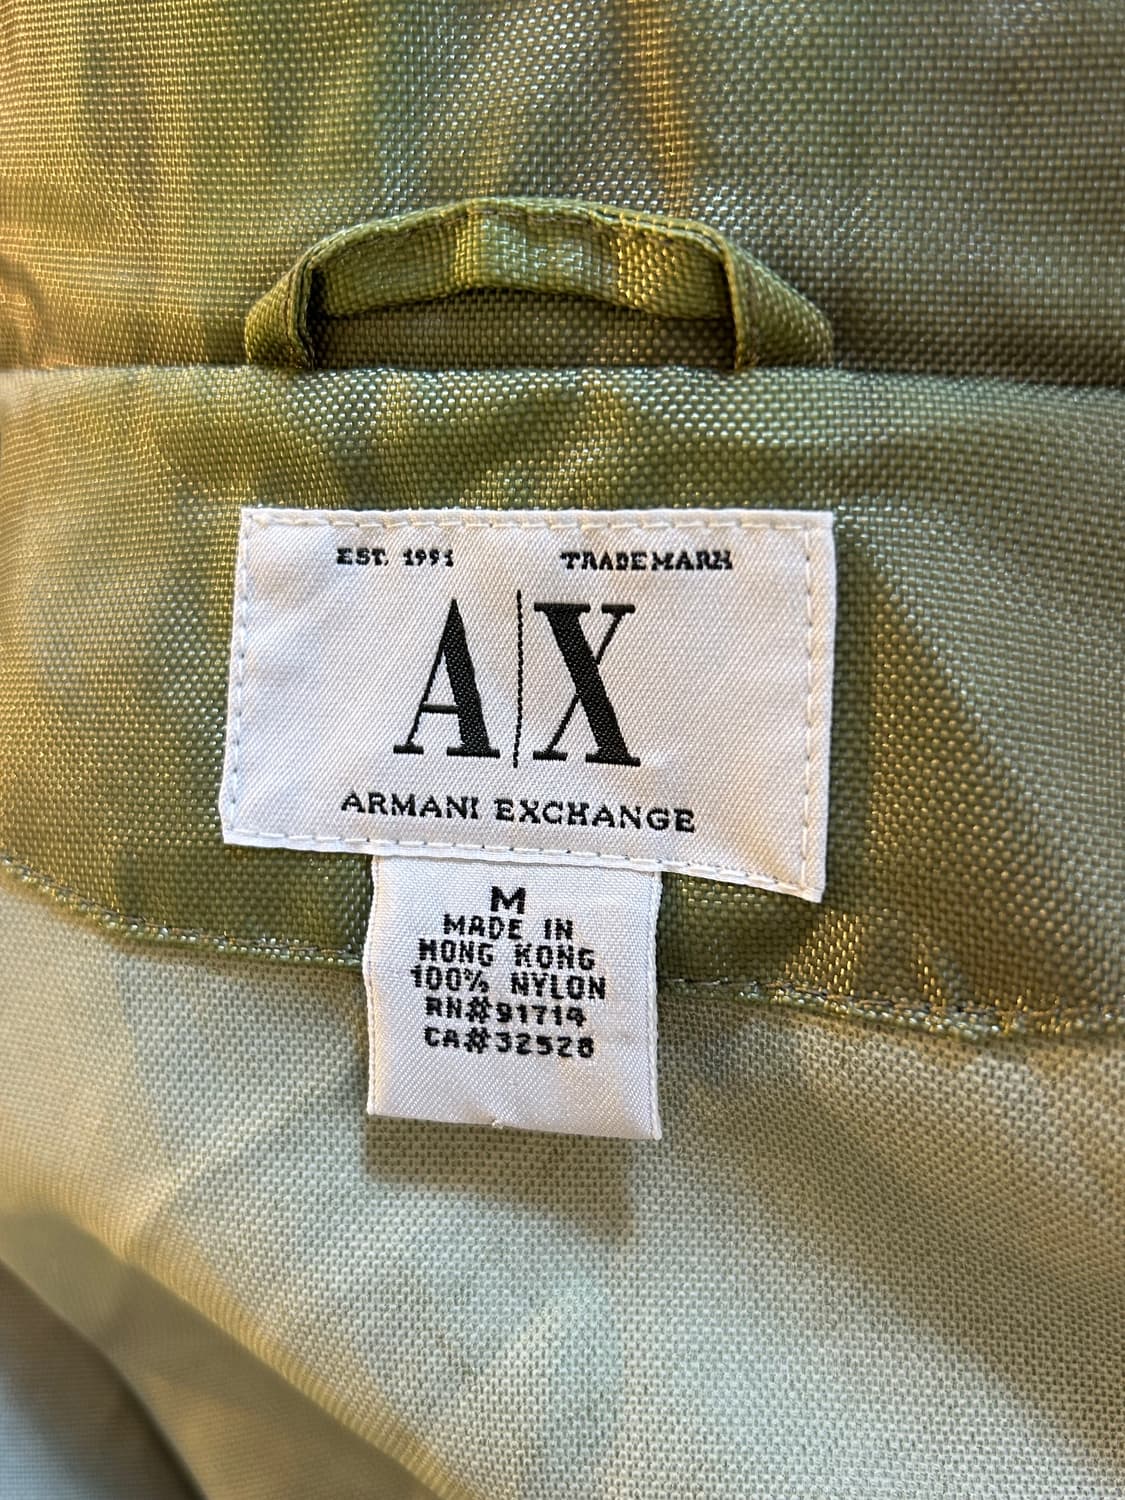 EST. 1991 TRADEMARK
A|X
ARMANI EXCHANGE
M
MADE IN
HONG KONG
100% NYLON
RN#91714
CA#32528